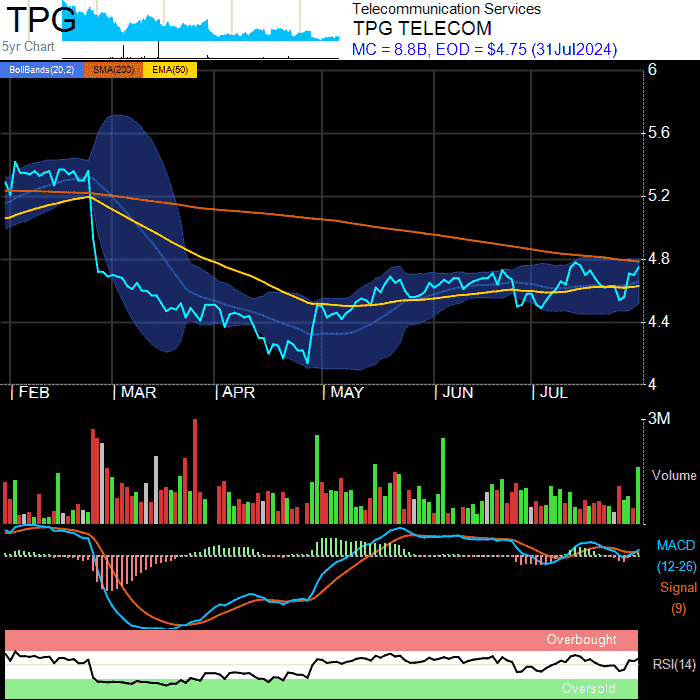 TPG
5yr Chart
Telecommunication Services
TPG TELECOM
MC = 8.8B, EOD = $4.75 (31Jul2024)
BollBands(20,2) SMA(200) EMA(50)
6
5.6
5.2
4.8
4.4
4
| FEB | MAR | APR | MAY | JUN | JUL
3M
Volume
MACD
(12-26)
Signal
(9)
Overbought
RSI(14)
Oversold